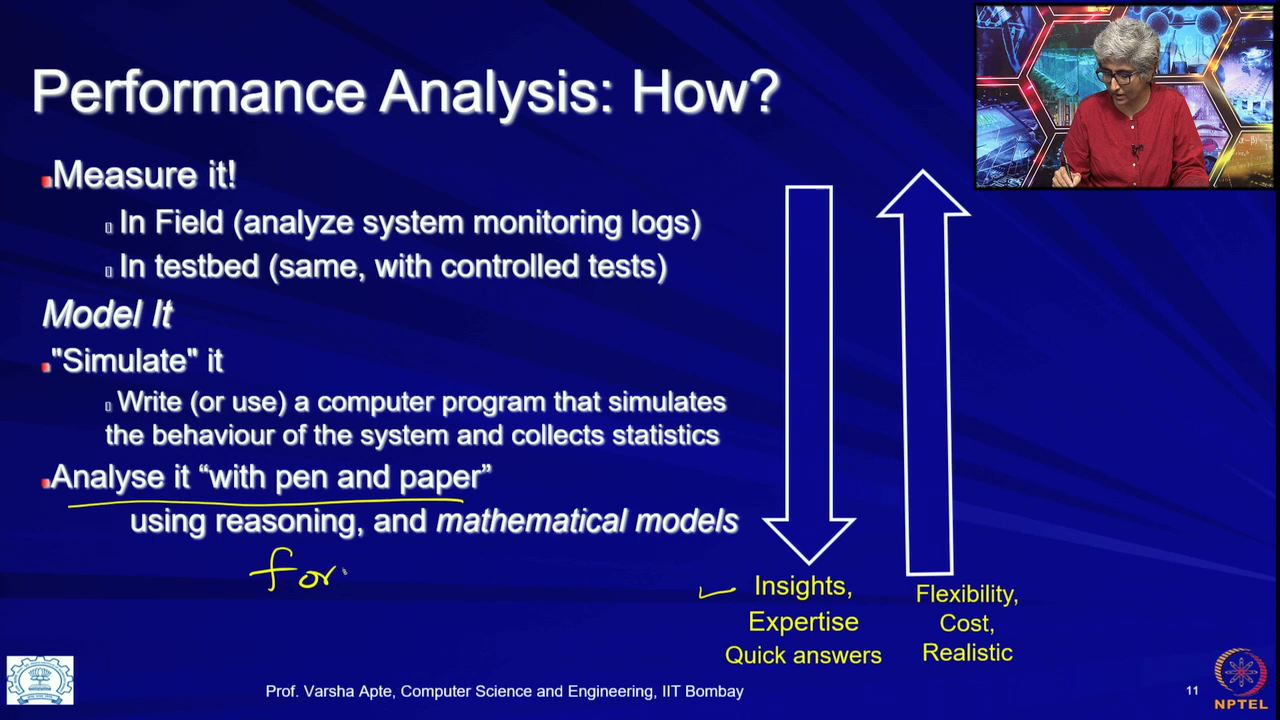 Performance Analysis: How?
Measure it!
In Field (analyze system monitoring logs)
In testbed (same, with controlled tests)
Model It
"Simulate" it
Write (or use) a computer program that simulates
the behaviour of the system and collects statistics
Analyse it “with pen and paper”
using reasoning, and mathematical models
for
Insights,
Expertise
Quick answers
Flexibility,
Cost,
Realistic
Prof. Varsha Apte, Computer Science and Engineering, IIT Bombay
11
NPTEL